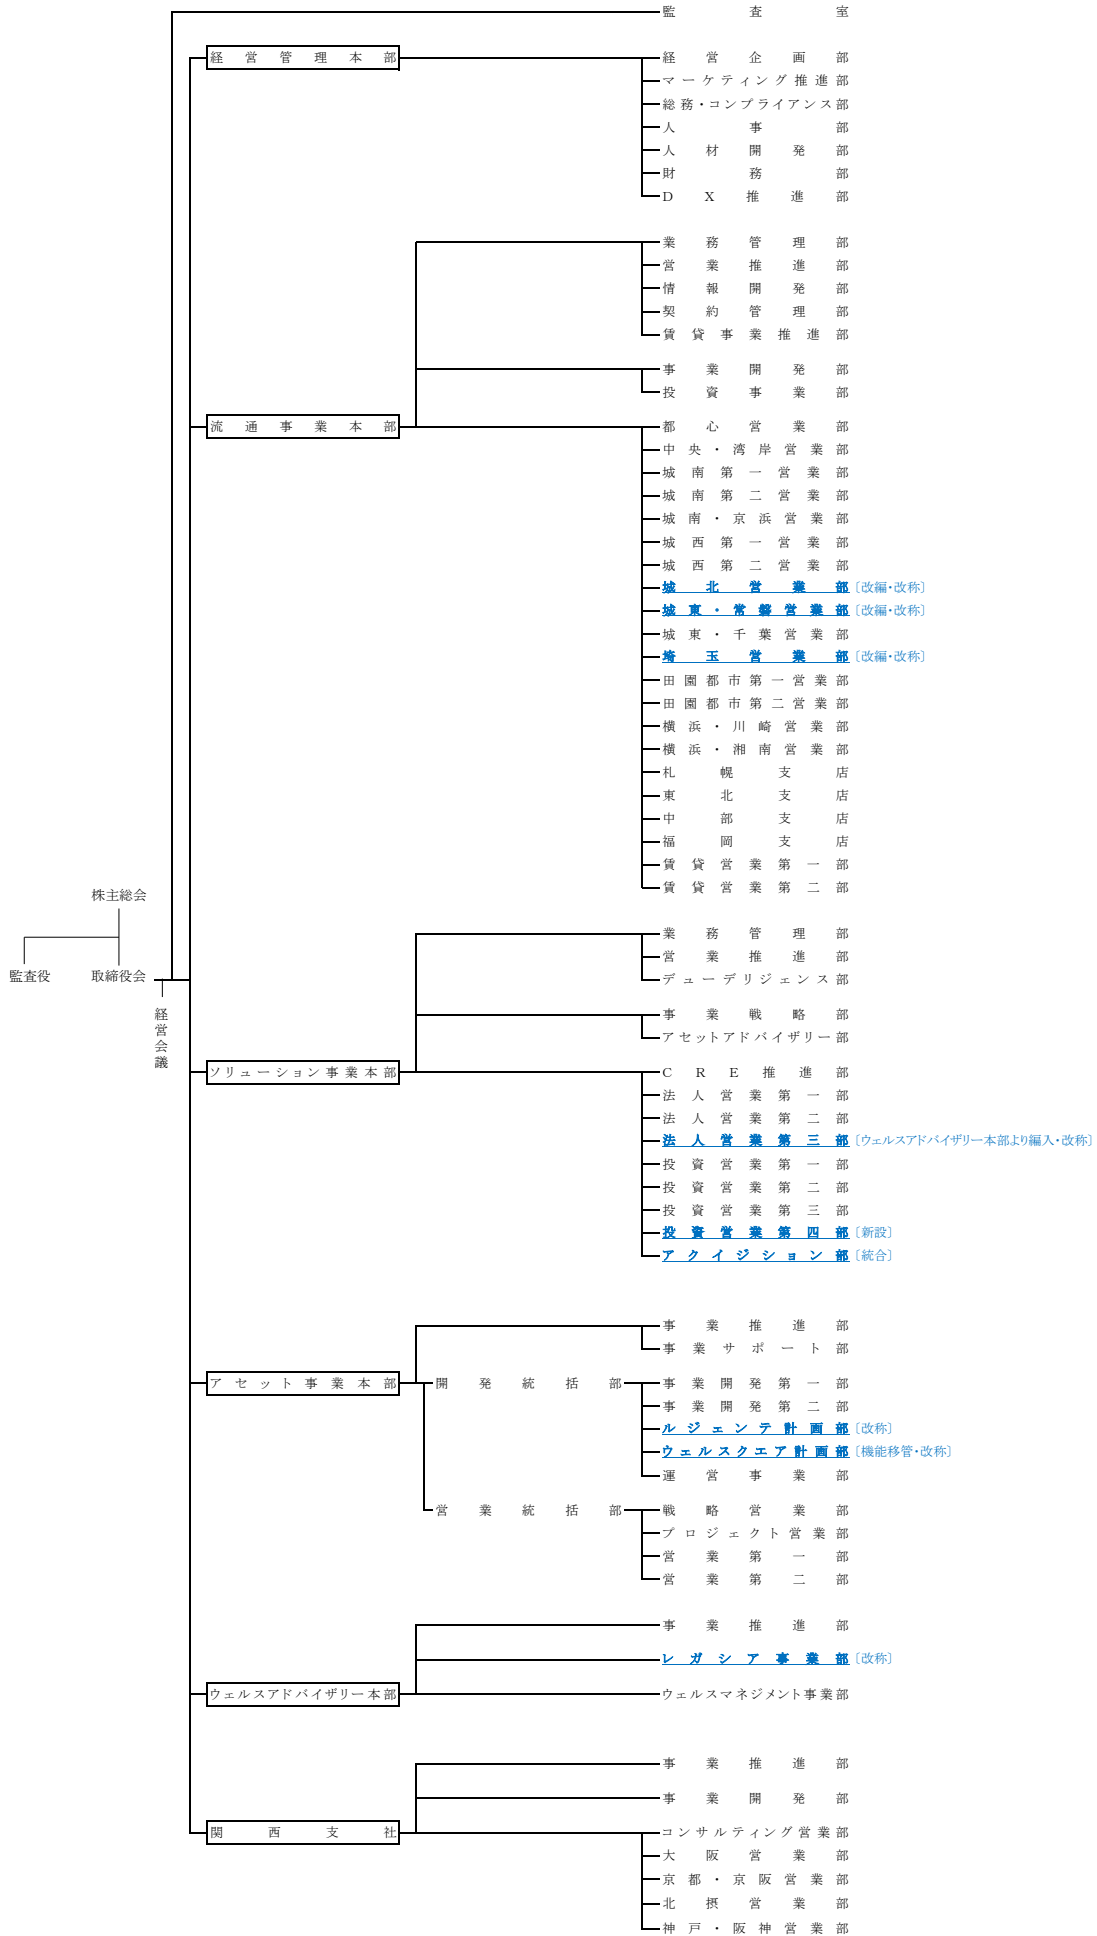 監査室
経営管理本部
経営企画部
マーケティング推進部
総務・コンプライアンス部
人事部
人材開発部
財務部
DX推進部
業務管理部
営業推進部
情報開発部
契約管理部
賃貸事業推進部
事業開発部
投資事業部
流通事業本部
都心営業部
中央・湾岸営業部
城南第一営業部
城南第二営業部
城南・京浜営業部
城西第一営業部
城西第二営業部
城北営業部〔改編・改称〕
城東・常磐営業部〔改編・改称〕
城東・千葉営業部
埼玉営業部〔改編・改称〕
田園都市第一営業部
田園都市第二営業部
横浜・川崎営業部
横浜・湘南営業部
札幌支店
東北支店
中部支店
福岡支店
賃貸営業第一部
賃貸営業第二部
株主総会
監査役
取締役会
経営会議
業務管理部
営業推進部
デューデリジェンス部
事業戦略部
アセットアドバイザリー部
ソリューション事業本部
CRE推進部
法人営業第一部
法人営業第二部
法人営業第三部〔ウェルスアドバイザリー本部より編入・改称〕
投資営業第一部
投資営業第二部
投資営業第三部
投資営業第四部〔新設〕
アクイジション部〔統合〕
事業推進部
事業サポート部
アセット事業本部
開発統括部
事業開発第一部
事業開発第二部
ルジェンテ計画部〔改称〕
ウェルスクエア計画部〔機能移管・改称〕
運営事業部
営業統括部
戦略営業部
プロジェクト営業部
営業第一部
営業第二部
事業推進部
レガシア事業部〔改称〕
ウェルスアドバイザリー本部
ウェルスマネジメント事業部
事業推進部
事業開発部
関西支社
コンサルティング営業部
大阪営業部
京都・京阪営業部
北摂営業部
神戸・阪神営業部